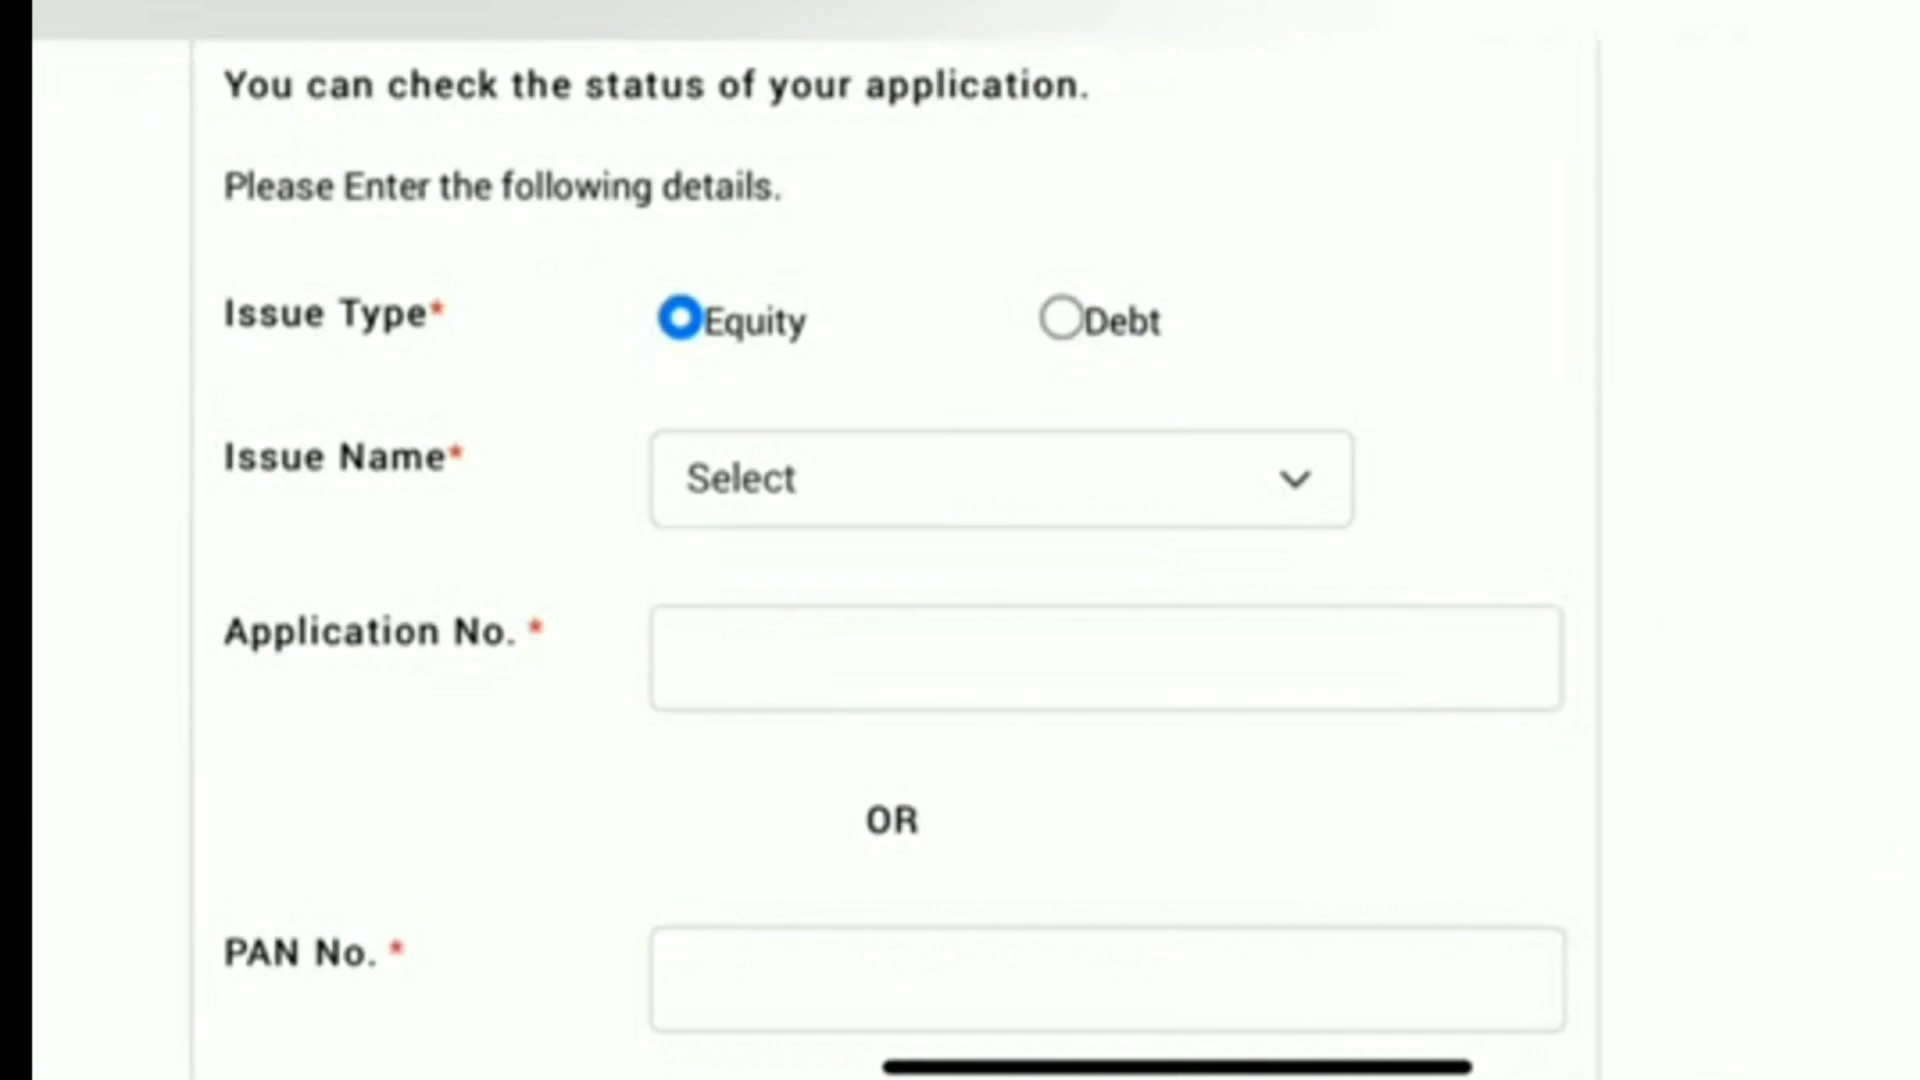 You can check the status of your application.
Please Enter the following details.
Issue Type* Equity Debt
Issue Name* Select
Application No. *
OR
PAN No. *